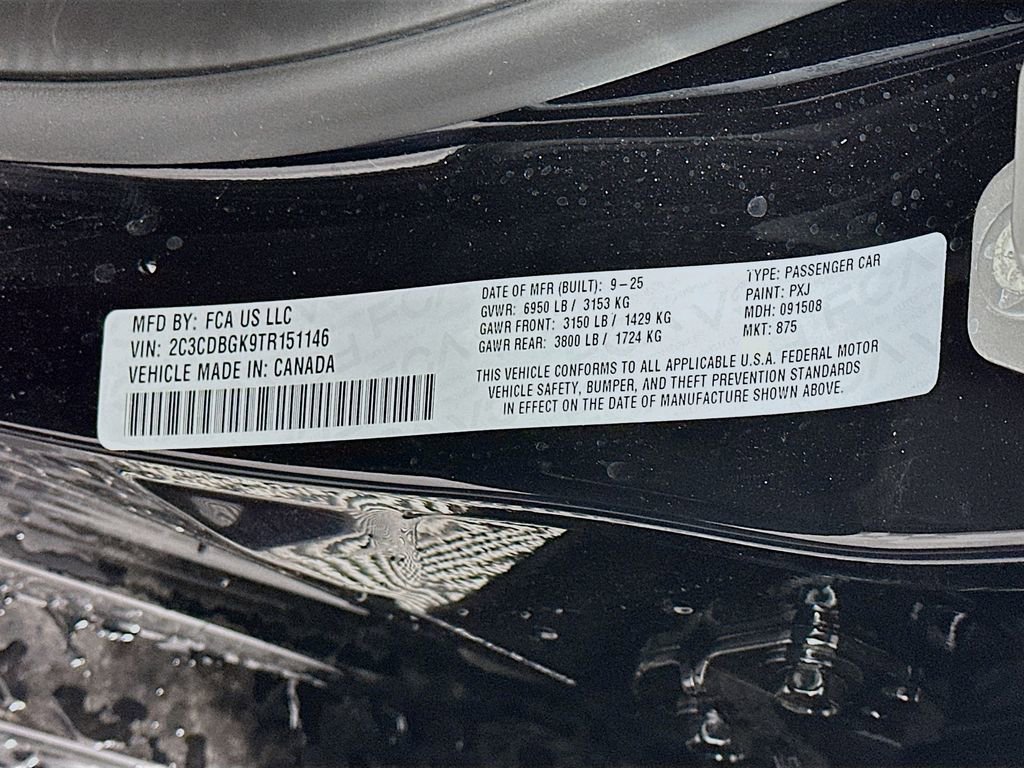 MFD BY: FCA US LLC
VIN: 2C3CDBGK9TR151146
VEHICLE MADE IN: CANADA
DATE OF MFR (BUILT): 9-25
GVWR: 6950 LB / 3153 KG
GAWR FRONT: 3150 LB / 1429 KG
GAWR REAR: 3800 LB / 1724 KG
TYPE: PASSENGER CAR
PAINT: PXJ
MDH: 091508
MKT: 875
THIS VEHICLE CONFORMS TO ALL APPLICABLE U.S.A. FEDERAL MOTOR
VEHICLE SAFETY, BUMPER, AND THEFT PREVENTION STANDARDS
IN EFFECT ON THE DATE OF MANUFACTURE SHOWN ABOVE.